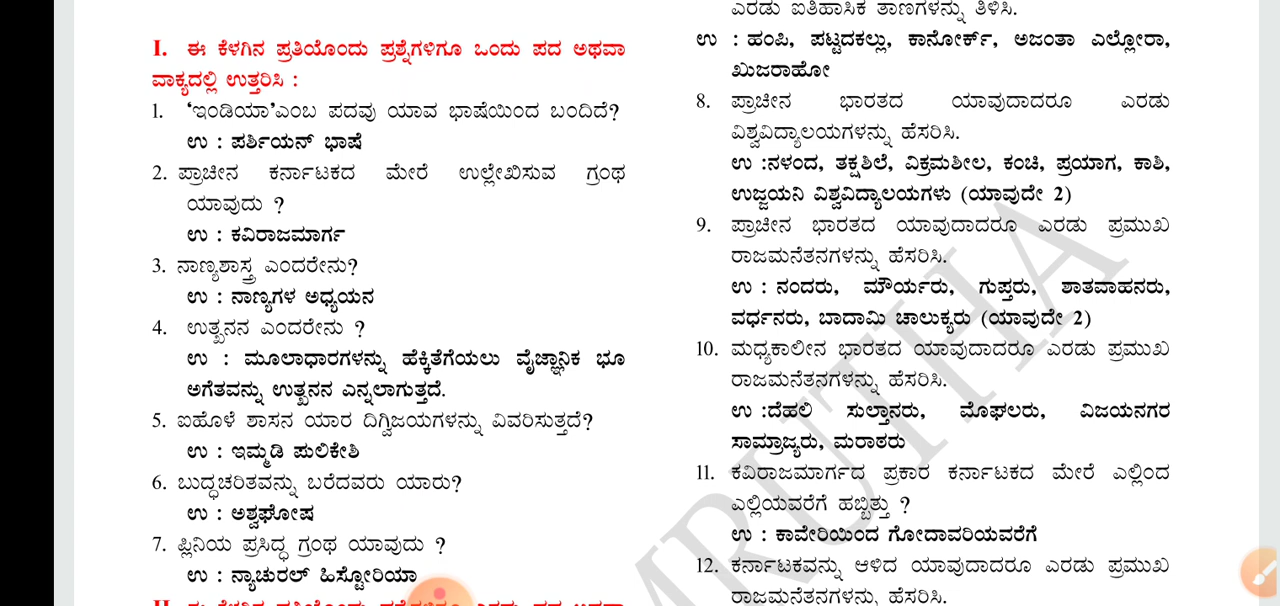 I. ಈ ಕೆಳಗಿನ ಪ್ರತಿಯೊಂದು ಪ್ರಶ್ನೆಗಳಿಗೂ ಒಂದು ಪದ ಅಥವಾ
ವಾಕ್ಯದಲ್ಲಿ ಉತ್ತರಿಸಿ :
1. 'ಇಂಡಿಯಾ'ಎಂಬ ಪದವು ಯಾವ ಭಾಷೆಯಿಂದ ಬಂದಿದೆ?
ಉ : ಪರ್ಶಿಯನ್ ಭಾಷೆ
2. ಪ್ರಾಚೀನ ಕರ್ನಾಟಕದ ಮೇರೆ ಉಲ್ಲೇಖಿಸುವ ಗ್ರಂಥ
ಯಾವುದು ?
ಉ : ಕವಿರಾಜಮಾರ್ಗ
3. ನಾಣ್ಯಶಾಸ್ತ್ರ ಎಂದರೇನು?
ಉ : ನಾಣ್ಯಗಳ ಅಧ್ಯಯನ
4. ಉತ್ಖನನ ಎಂದರೇನು ?
ಉ : ಮೂಲಾಧಾರಗಳನ್ನು ಹೆಕ್ಕಿತೆಗೆಯಲು ವೈಜ್ಞಾನಿಕ ಭೂ
ಅಗೆತವನ್ನು ಉತ್ಖನನ ಎನ್ನಲಾಗುತ್ತದೆ.
5. ಐಹೊಳೆ ಶಾಸನ ಯಾರ ದಿಗ್ವಿಜಯಗಳನ್ನು ವಿವರಿಸುತ್ತದೆ?
ಉ : ಇಮ್ಮಡಿ ಪುಲಿಕೇಶಿ
6. ಬುದ್ಧಚರಿತವನ್ನು ಬರೆದವರು ಯಾರು?
ಉ : ಅಶ್ವಘೋಷ
7. ಪ್ಲಿನಿಯ ಪ್ರಸಿದ್ಧ ಗ್ರಂಥ ಯಾವುದು ?
ಉ : ನ್ಯಾಚುರಲ್ ಹಿಸ್ಟೋರಿಯಾ
ಎರಡು ಐತಿಹಾಸಿಕ ತಾಣಗಳನ್ನು ತಿಳಿಸಿ.
ಉ : ಹಂಪಿ, ಪಟ್ಟದಕಲ್ಲು, ಕಾನೋರ್ಕ್, ಅಜಂತಾ ಎಲ್ಲೋರಾ,
ಖಜರಾಹೋ
8. ಪ್ರಾಚೀನ ಭಾರತದ ಯಾವುದಾದರೂ ಎರಡು
ವಿಶ್ವವಿದ್ಯಾಲಯಗಳನ್ನು ಹೆಸರಿಸಿ.
ಉ :ನಳಂದ, ತಕ್ಷಶಿಲೆ, ವಿಕ್ರಮಶೀಲ, ಕಂಚಿ, ಪ್ರಯಾಗ, ಕಾಶಿ,
ಉಜ್ಜಯನಿ ವಿಶ್ವವಿದ್ಯಾಲಯಗಳು (ಯಾವುದೇ 2)
9. ಪ್ರಾಚೀನ ಭಾರತದ ಯಾವುದಾದರೂ ಎರಡು ಪ್ರಮುಖ
ರಾಜಮನೆತನಗಳನ್ನು ಹೆಸರಿಸಿ.
ಉ : ನಂದರು, ಮೌರ್ಯರು, ಗುಪ್ತರು, ಶಾತವಾಹನರು,
ವರ್ಧನರು, ಬಾದಾಮಿ ಚಾಲುಕ್ಯರು (ಯಾವುದೇ 2)
10. ಮಧ್ಯಕಾಲೀನ ಭಾರತದ ಯಾವುದಾದರೂ ಎರಡು ಪ್ರಮುಖ
ರಾಜಮನೆತನಗಳನ್ನು ಹೆಸರಿಸಿ.
ಉ :ದೆಹಲಿ ಸುಲ್ತಾನರು, ಮೊಘಲರು, ವಿಜಯನಗರ
ಸಾಮ್ರಾಜ್ಯರು, ಮರಾಠರು
11. ಕವಿರಾಜಮಾರ್ಗದ ಪ್ರಕಾರ ಕರ್ನಾಟಕದ ಮೇರೆ ಎಲ್ಲಿಂದ
ಎಲ್ಲಿಯವರೆಗೆ ಹಬ್ಬಿತ್ತು ?
ಉ : ಕಾವೇರಿಯಿಂದ ಗೋದಾವರಿಯವರೆಗೆ
12. ಕರ್ನಾಟಕವನ್ನು ಆಳಿದ ಯಾವುದಾದರೂ ಎರಡು ಪ್ರಮುಖ
ರಾಜಮನೆತನಗಳನ್ನು ಹೆಸರಿಸಿ.
MRUTHA